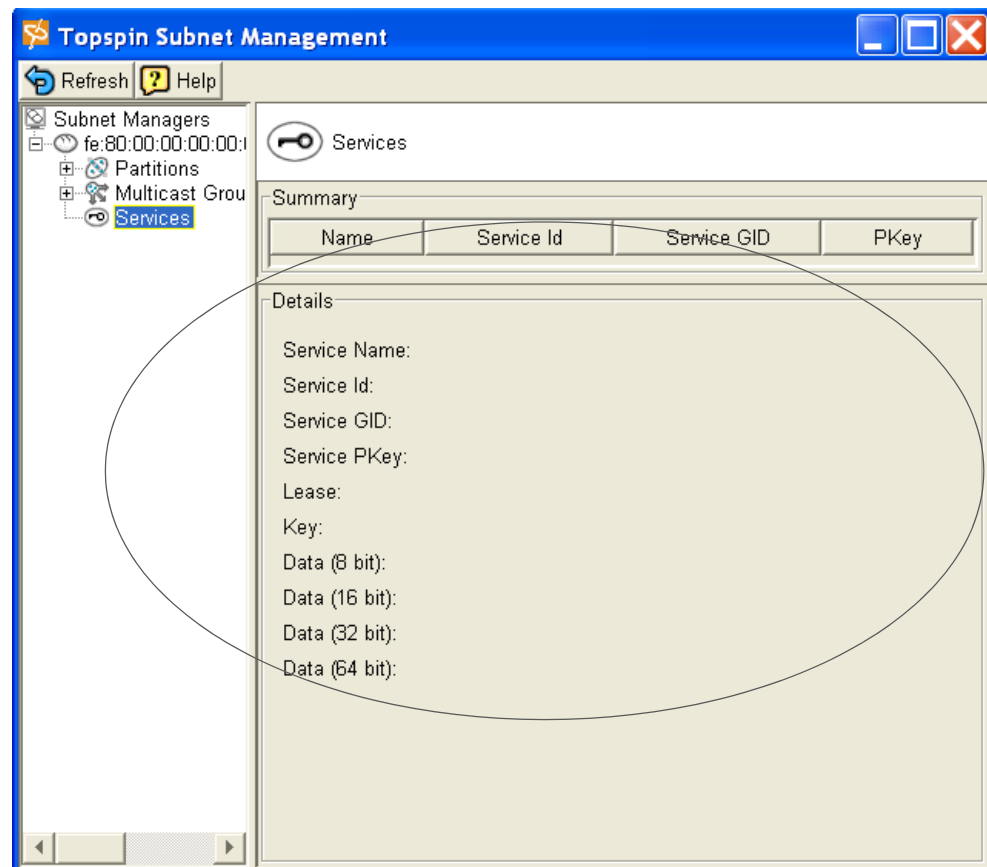 Topspin Subnet Management
Refresh Help
Subnet Managers
fe:80:00:00:00:00:
Partitions
Multicast Grou
Services
Services
Summary
Name Service Id Service GID PKey
Details
Service Name:
Service Id:
Service GID:
Service PKey:
Lease:
Key:
Data (8 bit):
Data (16 bit):
Data (32 bit):
Data (64 bit):